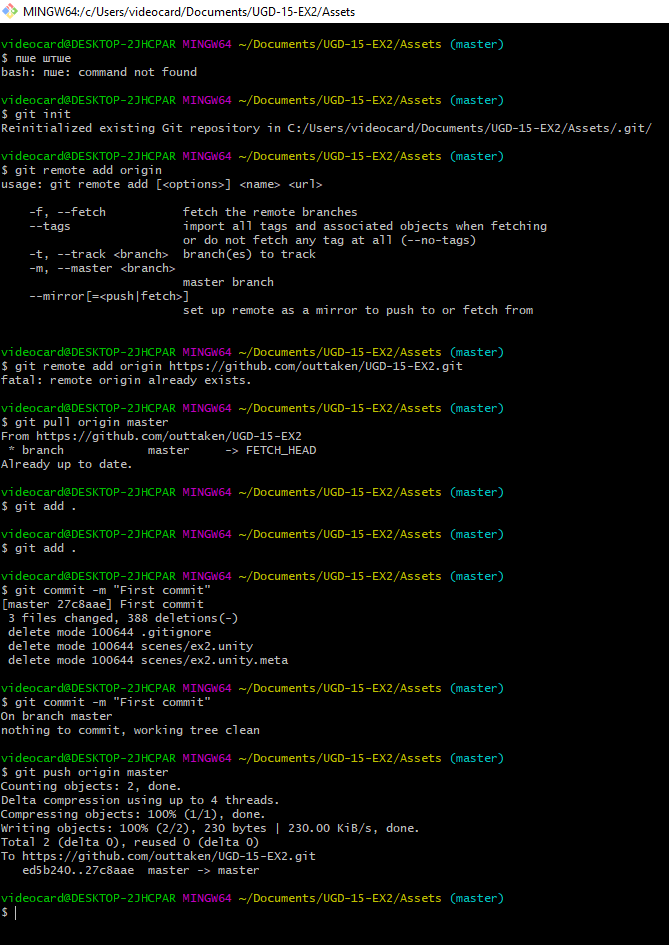 MINGW64:/c/Users/videocard/Documents/UGD-15-EX2/Assets
videocard@DESKTOP-2JHCPAR MINGW64 ~/Documents/UGD-15-EX2/Assets (master)
$ пше штше
bash: пше: command not found
videocard@DESKTOP-2JHCPAR MINGW64 ~/Documents/UGD-15-EX2/Assets (master)
$ git init
Reinitialized existing Git repository in C:/Users/videocard/Documents/UGD-15-EX2/Assets/.git/
videocard@DESKTOP-2JHCPAR MINGW64 ~/Documents/UGD-15-EX2/Assets (master)
$ git remote add origin
usage: git remote add [<options>] <name> <url>
-f, --fetch fetch the remote branches
--tags import all tags and associated objects when fetching
or do not fetch any tag at all (--no-tags)
-t, --track <branch> branch(es) to track
-m, --master <branch>
master branch
--mirror[=<push|fetch>]
set up remote as a mirror to push to or fetch from
videocard@DESKTOP-2JHCPAR MINGW64 ~/Documents/UGD-15-EX2/Assets (master)
$ git remote add origin https://github.com/outtaken/UGD-15-EX2.git
fatal: remote origin already exists.
videocard@DESKTOP-2JHCPAR MINGW64 ~/Documents/UGD-15-EX2/Assets (master)
$ git pull origin master
From https://github.com/outtaken/UGD-15-EX2
* branch master -> FETCH_HEAD
Already up to date.
videocard@DESKTOP-2JHCPAR MINGW64 ~/Documents/UGD-15-EX2/Assets (master)
$ git add .
videocard@DESKTOP-2JHCPAR MINGW64 ~/Documents/UGD-15-EX2/Assets (master)
$ git add .
videocard@DESKTOP-2JHCPAR MINGW64 ~/Documents/UGD-15-EX2/Assets (master)
$ git commit -m "First commit"
[master 27c8aae] First commit
3 files changed, 388 deletions(-)
delete mode 100644 .gitignore
delete mode 100644 scenes/ex2.unity
delete mode 100644 scenes/ex2.unity.meta
videocard@DESKTOP-2JHCPAR MINGW64 ~/Documents/UGD-15-EX2/Assets (master)
$ git commit -m "First commit"
On branch master
nothing to commit, working tree clean
videocard@DESKTOP-2JHCPAR MINGW64 ~/Documents/UGD-15-EX2/Assets (master)
$ git push origin master
Counting objects: 2, done.
Delta compression using up to 4 threads.
Compressing objects: 100% (1/1), done.
Writing objects: 100% (2/2), 230 bytes | 230.00 KiB/s, done.
Total 2 (delta 0), reused 0 (delta 0)
To https://github.com/outtaken/UGD-15-EX2.git
ed5b240..27c8aae master -> master
videocard@DESKTOP-2JHCPAR MINGW64 ~/Documents/UGD-15-EX2/Assets (master)
$